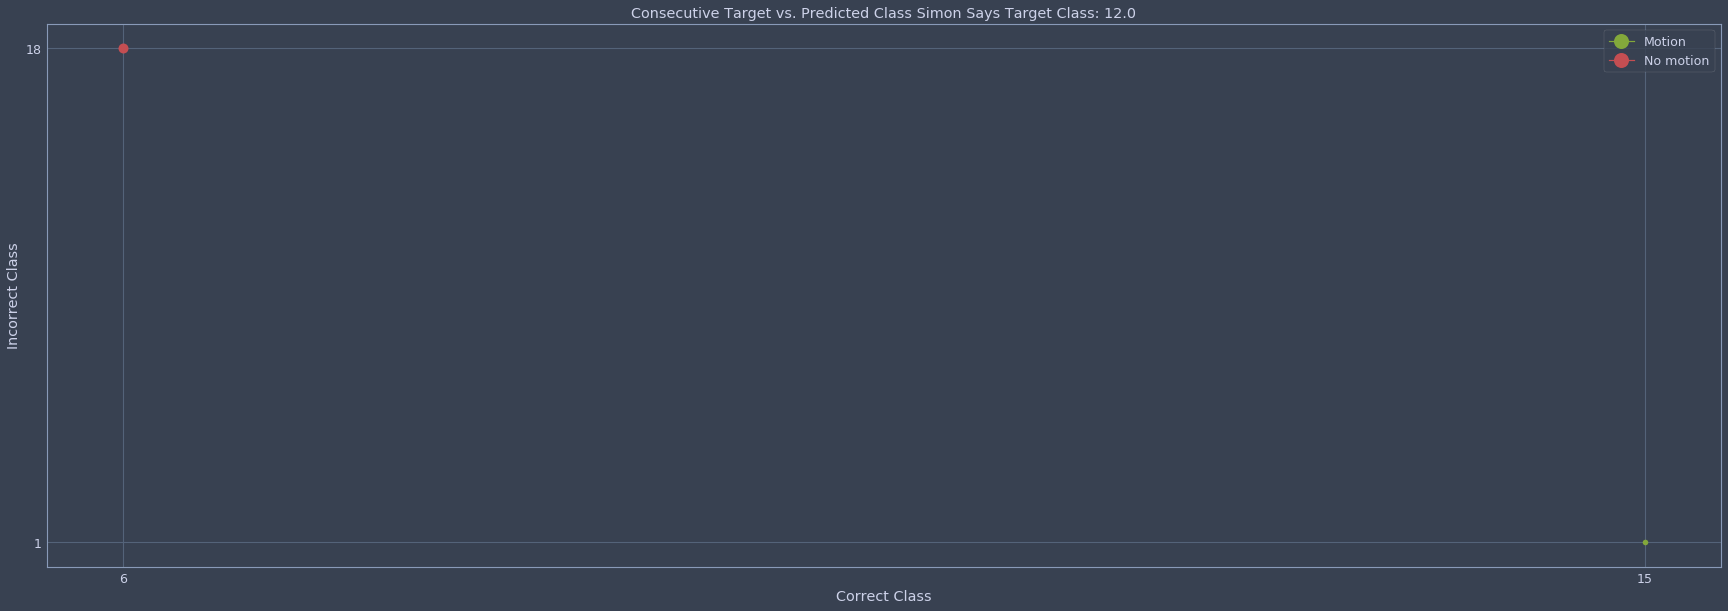 Consecutive Target vs. Predicted Class Simon Says Target Class: 12.0
Motion
No motion
18
Incorrect Class
1
6
15
Correct Class